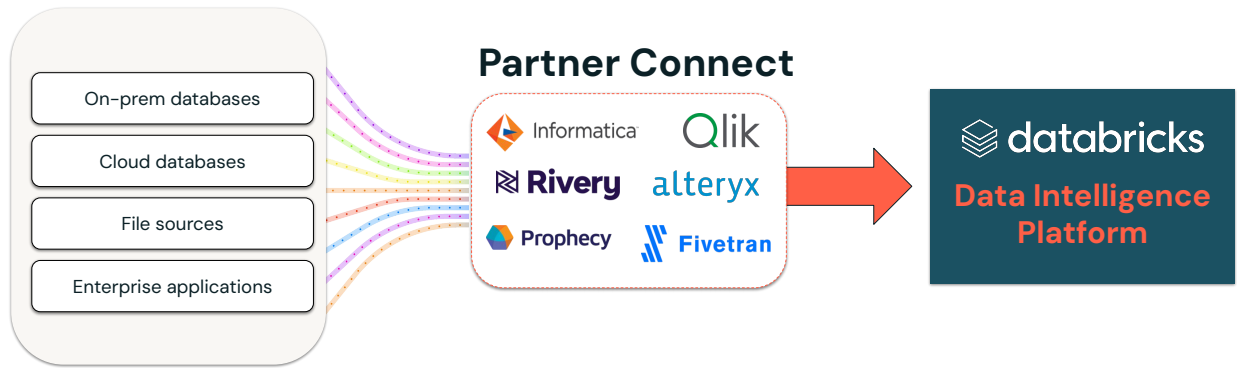 On-prem databases
Cloud databases
File sources
Enterprise applications
Partner Connect
Informatica
Qlik
Rivery
alteryx
Prophecy
Fivetran
databricks
Data Intelligence
Platform